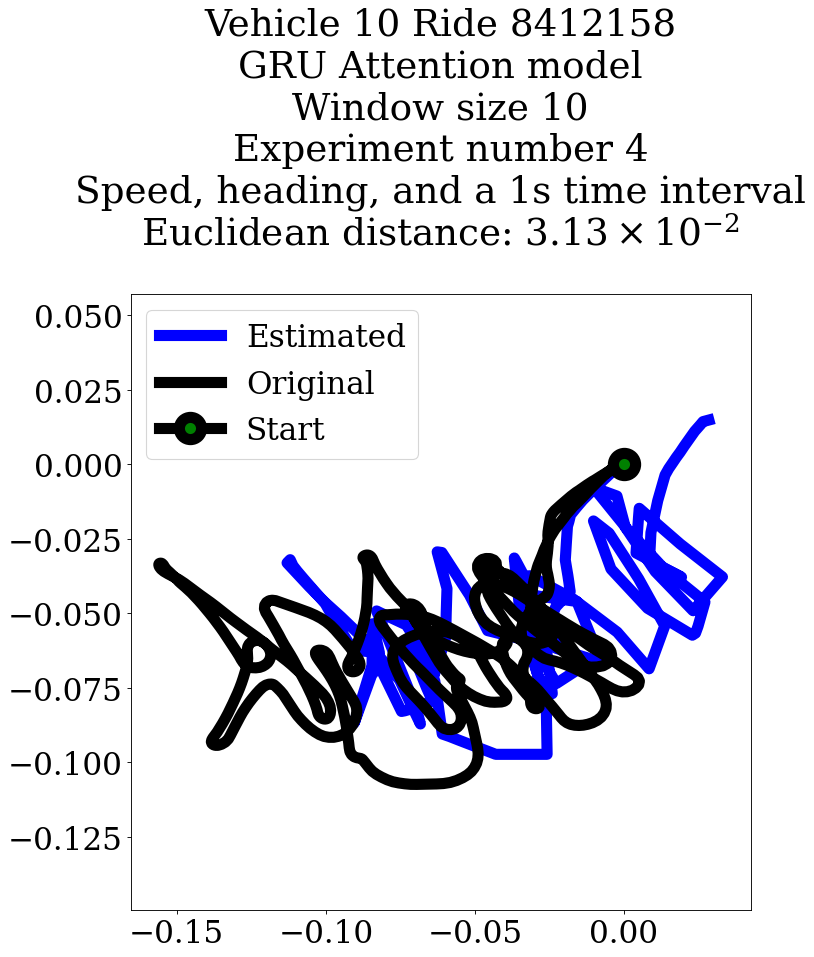 Vehicle 10 Ride 8412158
GRU Attention model
Window size 10
Experiment number 4
Speed, heading, and a 1s time interval
Euclidean distance: 3.13 × 10⁻²
0.050
0.025
0.000
−0.025
−0.050
−0.075
−0.100
−0.125
Estimated
Original
Start
−0.15
−0.10
−0.05
0.00